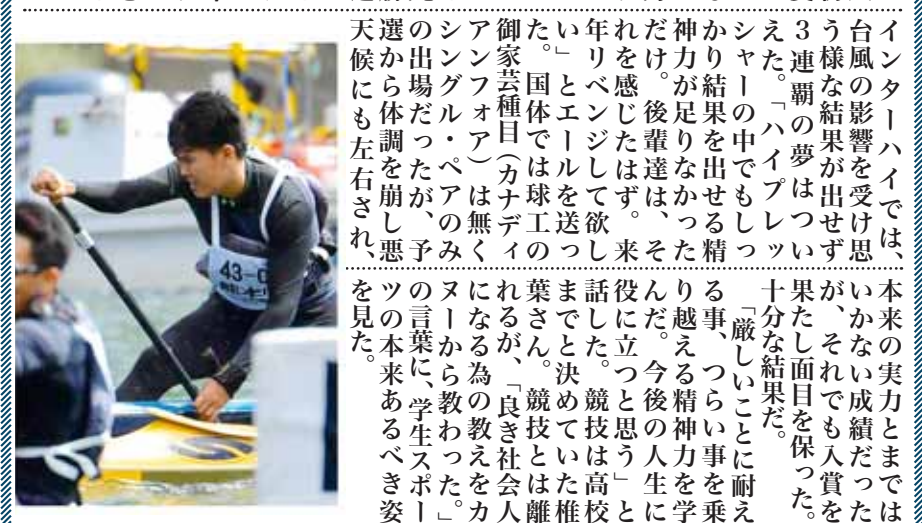 インターハイでは、
台風の影響を受け思
う様な結果が出せず
3連覇の夢はつい
えた。「ハイプレッ
シャーの中でもしっ
かり結果を出せる精
神力が足りなかった
だけ。後輩達は、そ
れを感じたはず。来
年リベンジして欲し
い」とエールを送っ
た。国体では球工の
御家芸種目(カナディ
アンフォア)は無く
シングル・ペアのみ
の出場だったが、予
選から体調を崩し悪
天候にも左右され、
本来の実力とまでは
いかない成績だった
が、それでも入賞を
果たし面目を保った。
十分な結果だ。
「厳しいことに耐え
る事、つらい事を乗
り越える精神力を学
んだ。今後の人生に
役に立つと思う」と
話した。競技は高校
までと決めていた椎
葉さん。競技とは離
れるが、「良き社会人
になる為の教えをカ
ヌーから教わった。」
の言葉に、学生スポー
ツの本来あるべき姿
を見た。